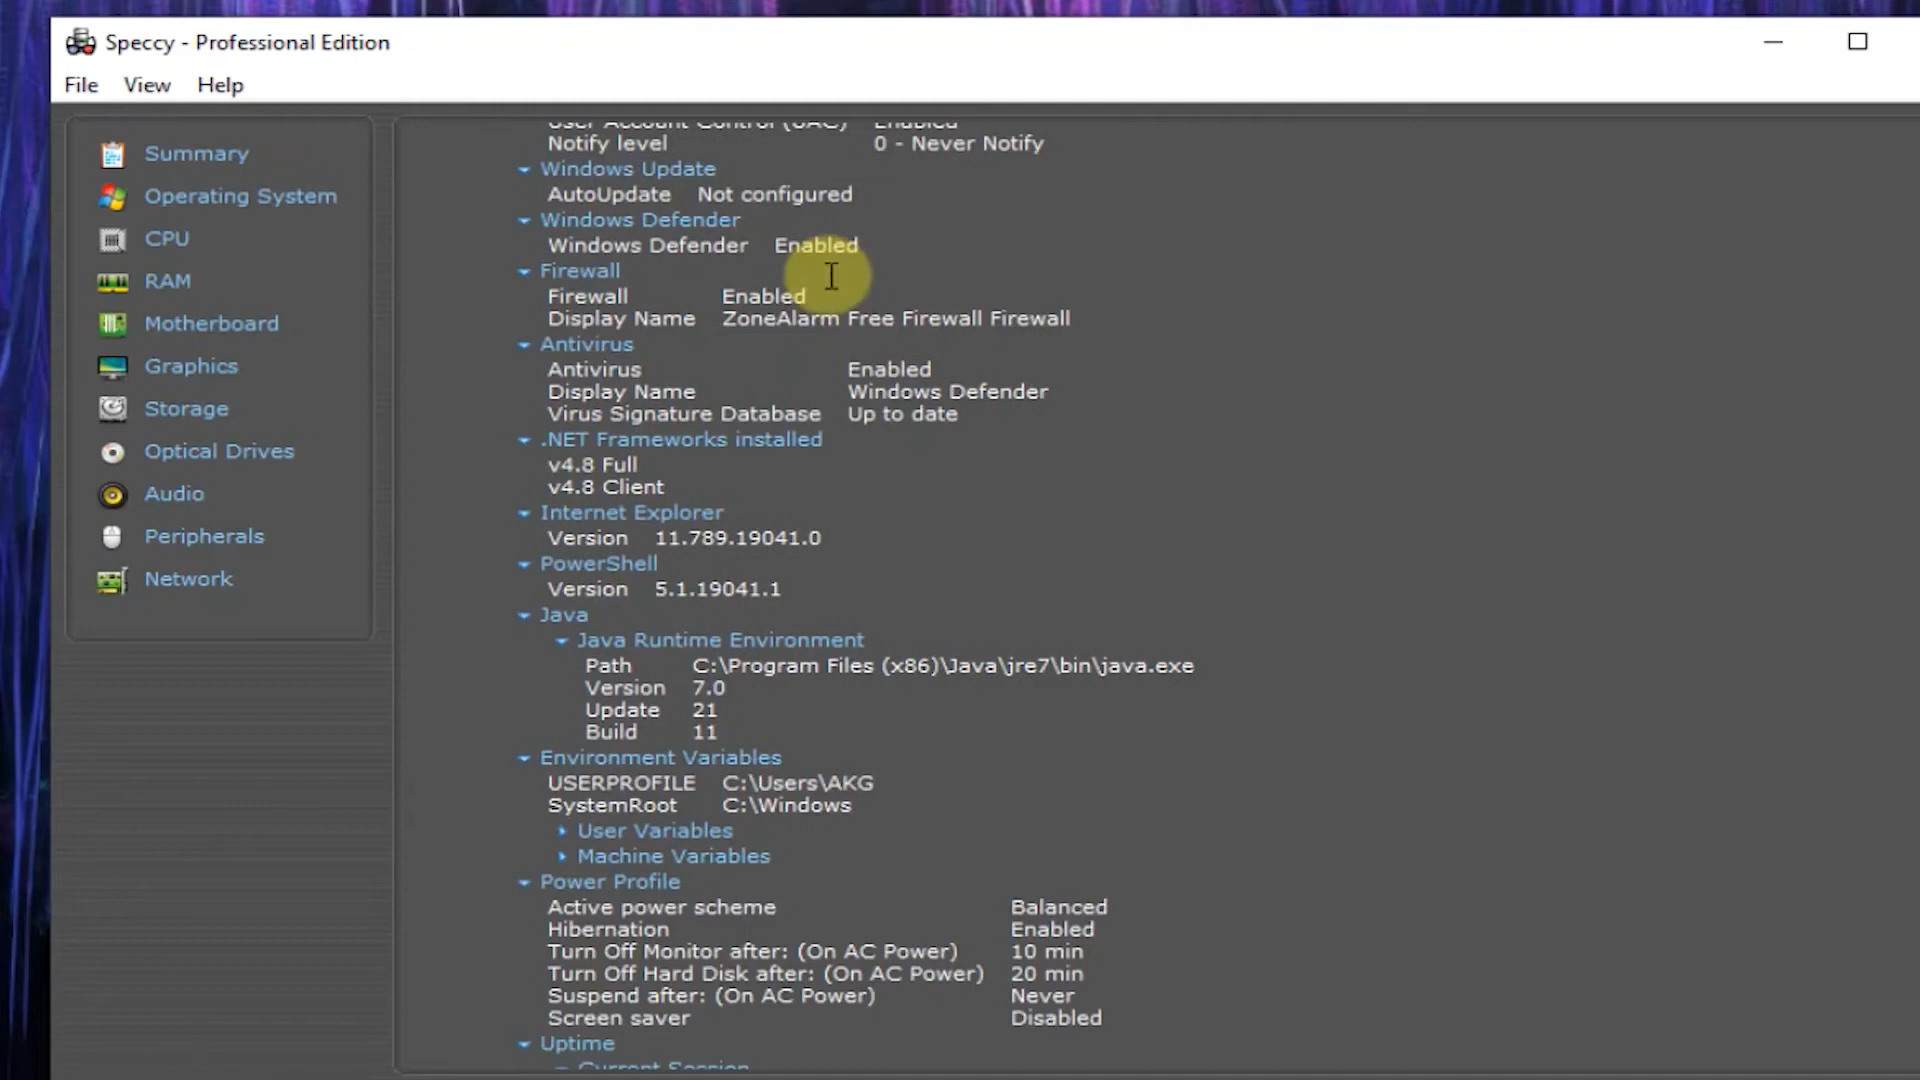 Speccy - Professional Edition
File View Help
Summary
Operating System
CPU
RAM
Motherboard
Graphics
Storage
Optical Drives
Audio
Peripherals
Network
User Account Control (UAC) Enabled
Notify level 0 - Never Notify
Windows Update
AutoUpdate Not configured
Windows Defender
Windows Defender Enabled
Firewall
Firewall Enabled
Display Name ZoneAlarm Free Firewall Firewall
Antivirus
Antivirus Enabled
Display Name Windows Defender
Virus Signature Database Up to date
.NET Frameworks installed
v4.8 Full
v4.8 Client
Internet Explorer
Version 11.789.19041.0
PowerShell
Version 5.1.19041.1
Java
Java Runtime Environment
Path C:\Program Files (x86)\Java\jre7\bin\java.exe
Version 7.0
Update 21
Build 11
Environment Variables
USERPROFILE C:\Users\AKG
SystemRoot C:\Windows
User Variables
Machine Variables
Power Profile
Active power scheme Balanced
Hibernation Enabled
Turn Off Monitor after: (On AC Power) 10 min
Turn Off Hard Disk after: (On AC Power) 20 min
Suspend after: (On AC Power) Never
Screen saver Disabled
Uptime
Current Session